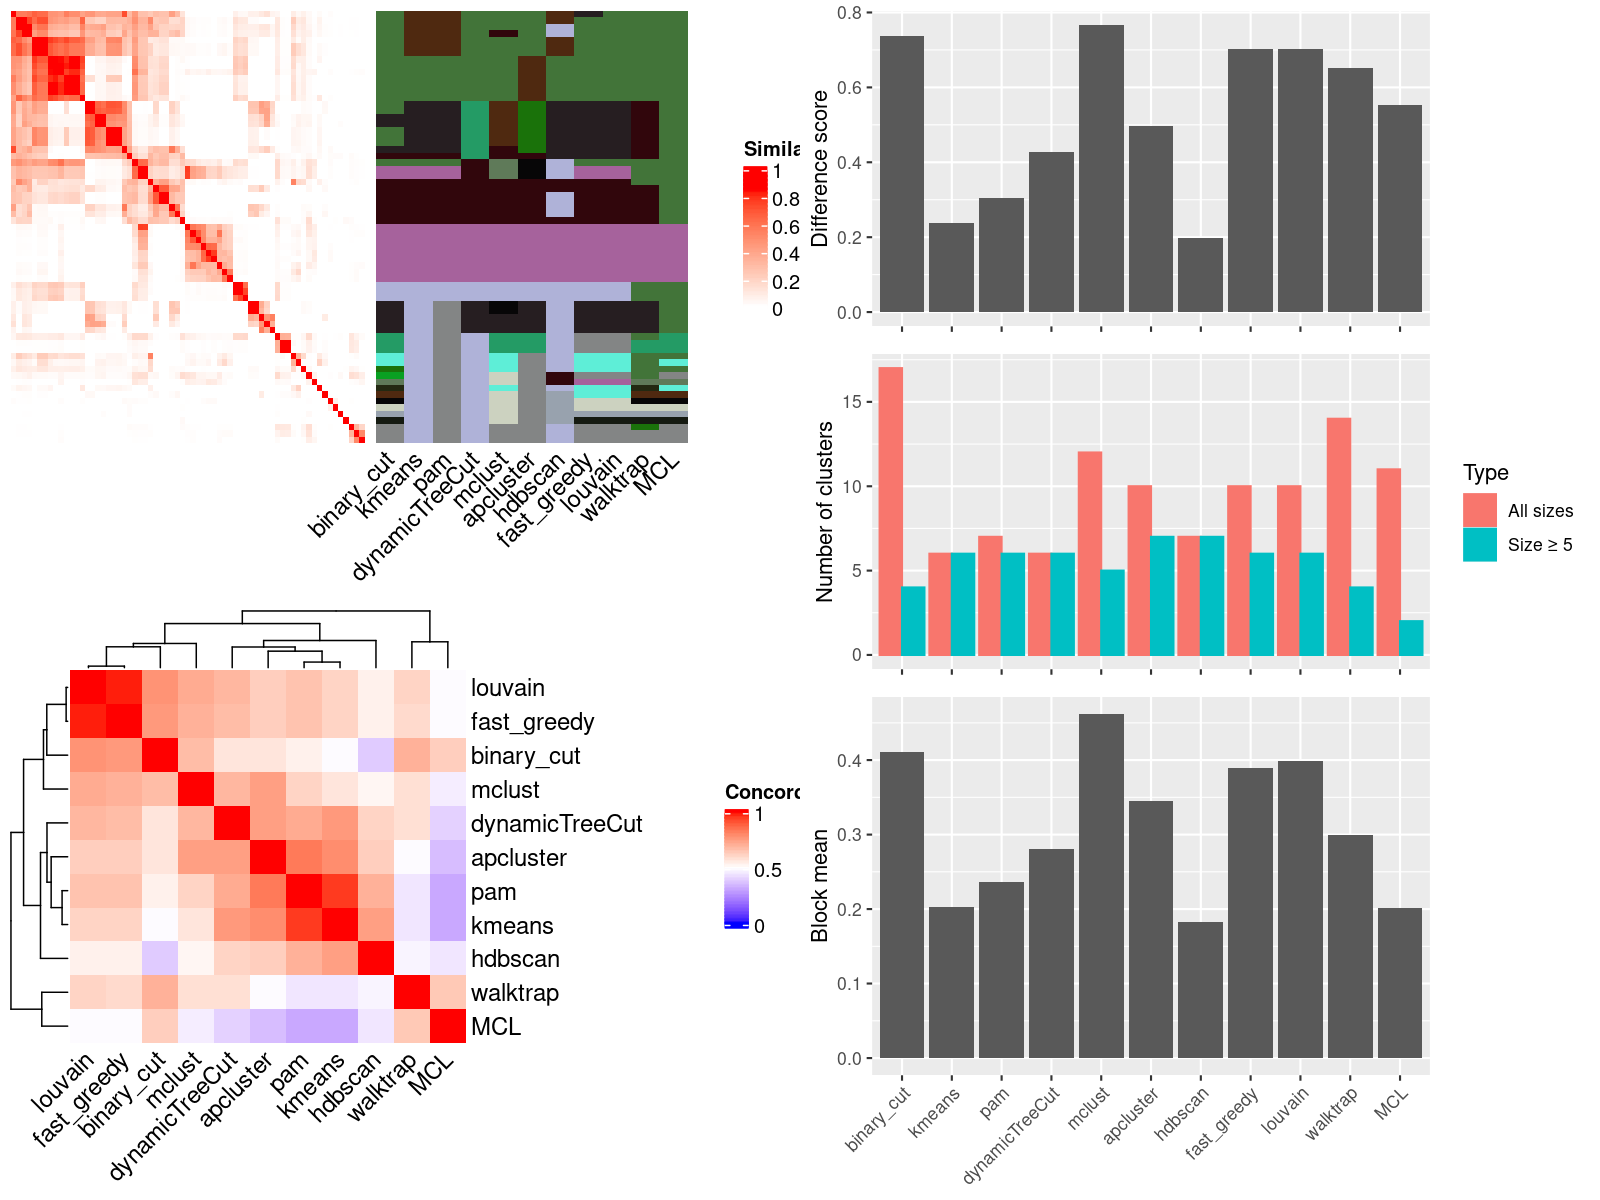 Simila
1
0.8
0.6
0.4
0.2
0
binary_cut
kmeans
pam
dynamicTreeCut
mclust
apcluster
hdbscan
fast_greedy
louvain
walktrap
MCL
louvain
fast_greedy
binary_cut
mclust
dynamicTreeCut
apcluster
pam
kmeans
hdbscan
walktrap
MCL
louvain
fast_greedy
binary_cut
mclust
dynamicTreeCut
apcluster
pam
kmeans
hdbscan
walktrap
MCL
Concord
1
0.5
0
Difference score
0.8
0.6
0.4
0.2
0.0
Number of clusters
15
10
5
0
Type
All sizes
Size ≥ 5
Block mean
0.4
0.3
0.2
0.1
0.0
binary_cut
kmeans
pam
dynamicTreeCut
mclust
apcluster
hdbscan
fast_greedy
louvain
walktrap
MCL